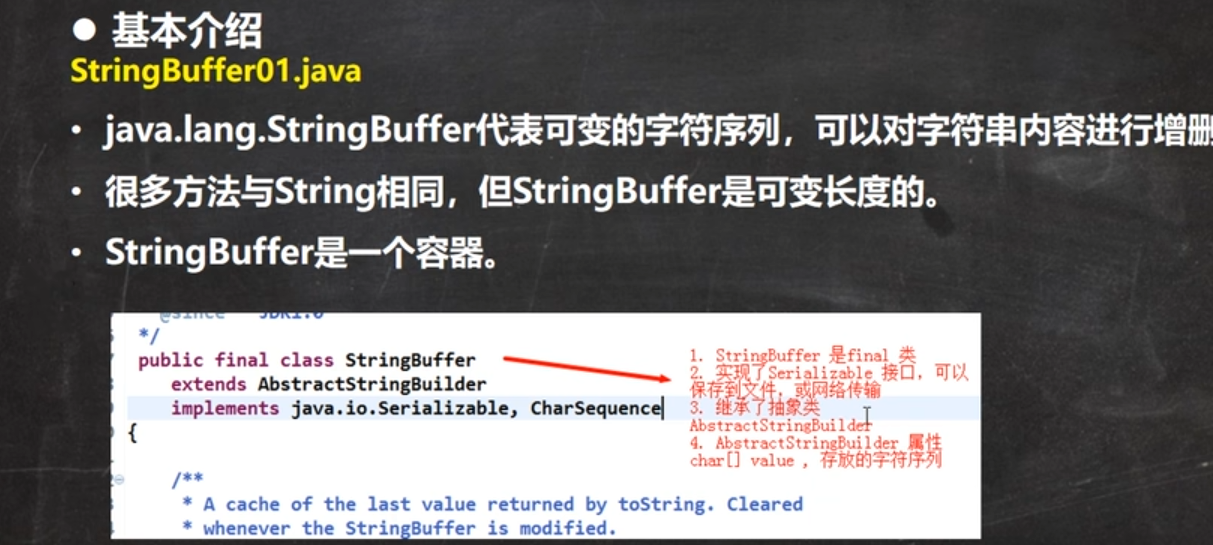 ● 基本介绍
StringBuffer01.java
• java.lang.StringBuffer代表可变的字符序列，可以对字符串内容进行增删
• 很多方法与String相同，但StringBuffer是可变长度的。
• StringBuffer是一个容器。
@since JDK1.0
*/
public final class StringBuffer
extends AbstractStringBuilder
implements java.io.Serializable, CharSequence
{
/**
* A cache of the last value returned by toString. Cleared
* whenever the StringBuffer is modified.
1. StringBuffer 是final 类
2. 实现了Serializable 接口，可以
保存到文件，或网络传输
3. 继承了抽象类
AbstractStringBuilder
4. AbstractStringBuilder 属性
char[] value , 存放的字符序列